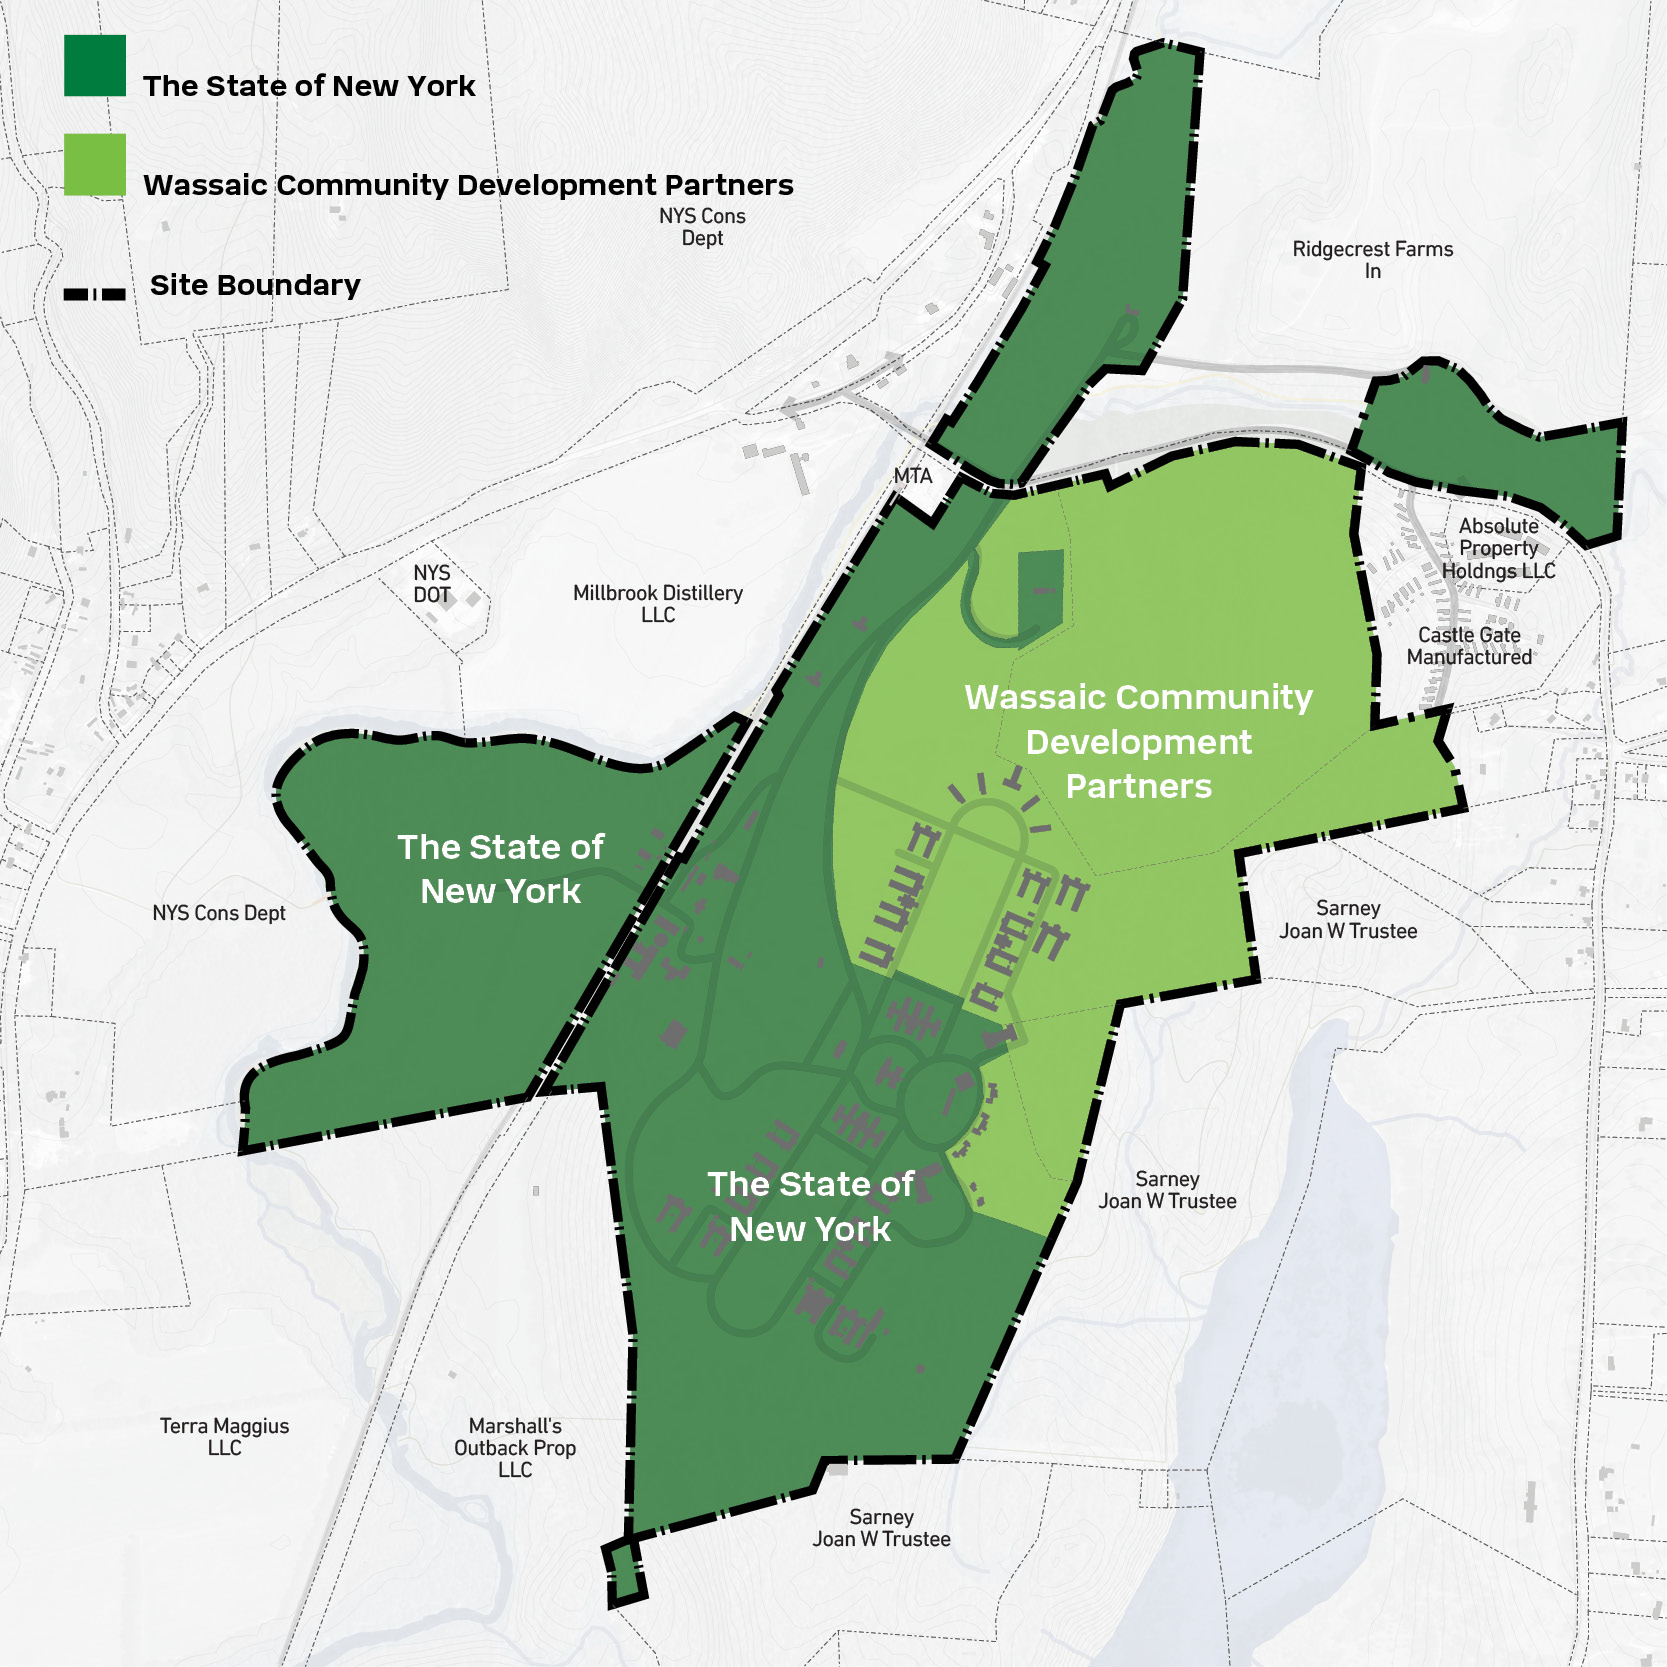 The State of New York
Wassaic Community Development Partners
Site Boundary
NYS Cons
Dept
Ridgecrest Farms
In
MTA
Absolute
Property
Holdngs LLC
NYS
DOT
Millbrook Distillery
LLC
Castle Gate
Manufactured
Wassaic Community
Development
Partners
The State of
New York
NYS Cons Dept
Sarney
Joan W Trustee
The State of
New York
Sarney
Joan W Trustee
Terra Maggius
LLC
Marshall's
Outback Prop
LLC
Sarney
Joan W Trustee